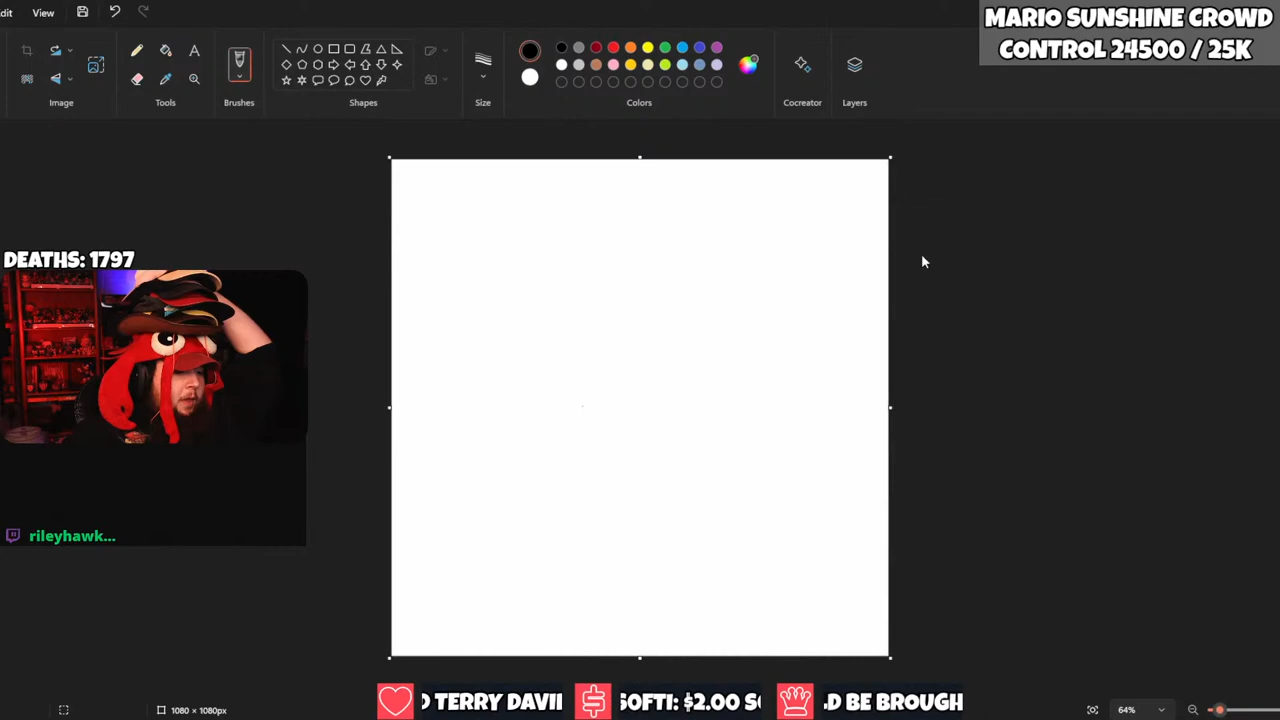 dit View
MARIO SUNSHINE CROWD
CONTROL 24500 / 25K
Image Tools Brushes Shapes Size Colors Cocreator Layers
DEATHS: 1797
rileyhawk...
D TERRY DAVI
SOFTI: $2.00 SO
D BE BROUGH
1080 × 1080px
64%